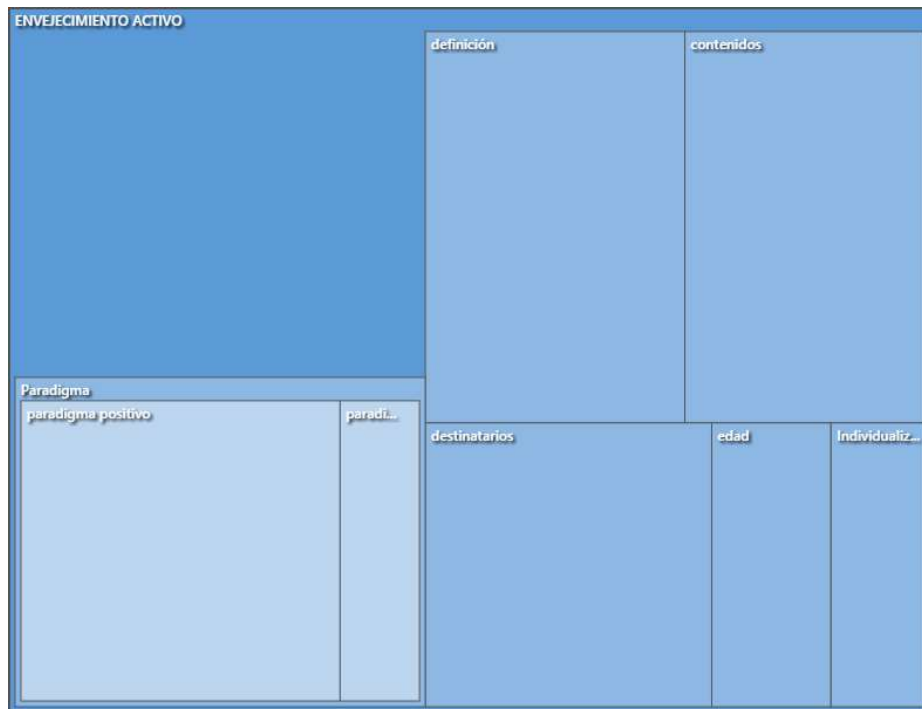 ENVEJECIMIENTO ACTIVO
definición
contenidos
Paradigma
paradigma positivo
paradi...
destinatarios
edad
Individualiz...